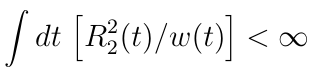 ∫ dt [R₂²(t)/w(t)] < ∞